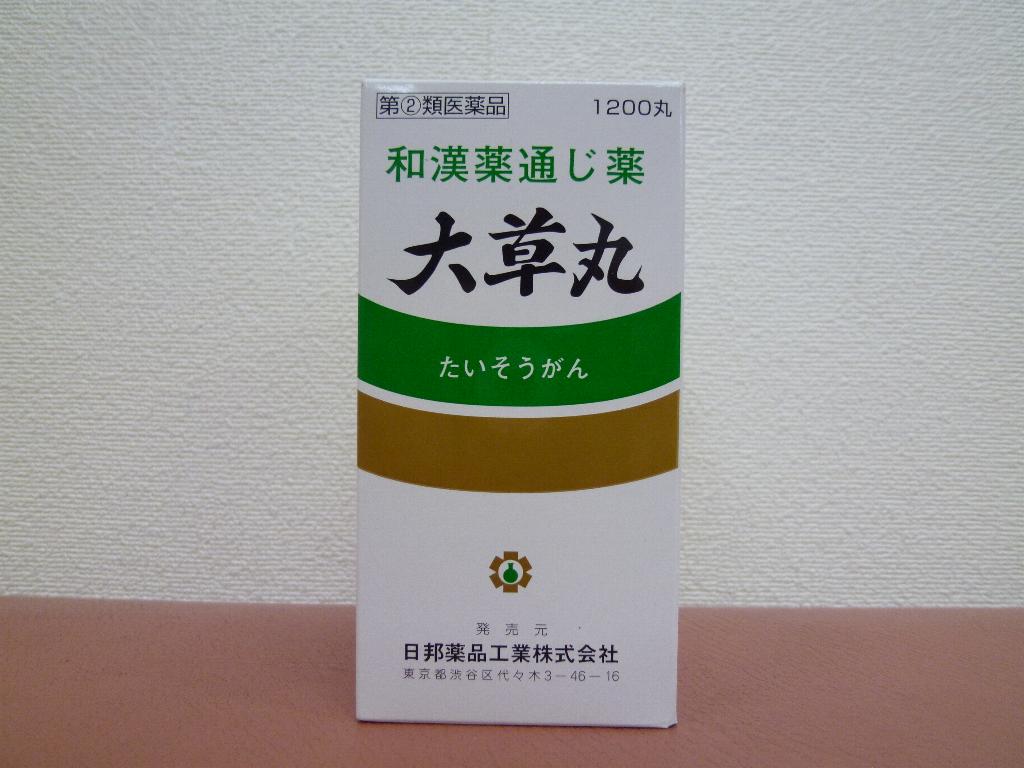 第②類医薬品 1200丸
和漢薬通じ薬
大草丸
たいそうがん
発売元
日邦薬品工業株式会社
東京都渋谷区代々木3-46-16